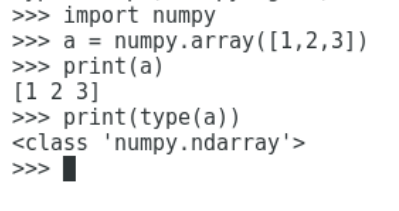 >>> import numpy
>>> a = numpy.array([1,2,3])
>>> print(a)
[1 2 3]
>>> print(type(a))
<class 'numpy.ndarray'>
>>>